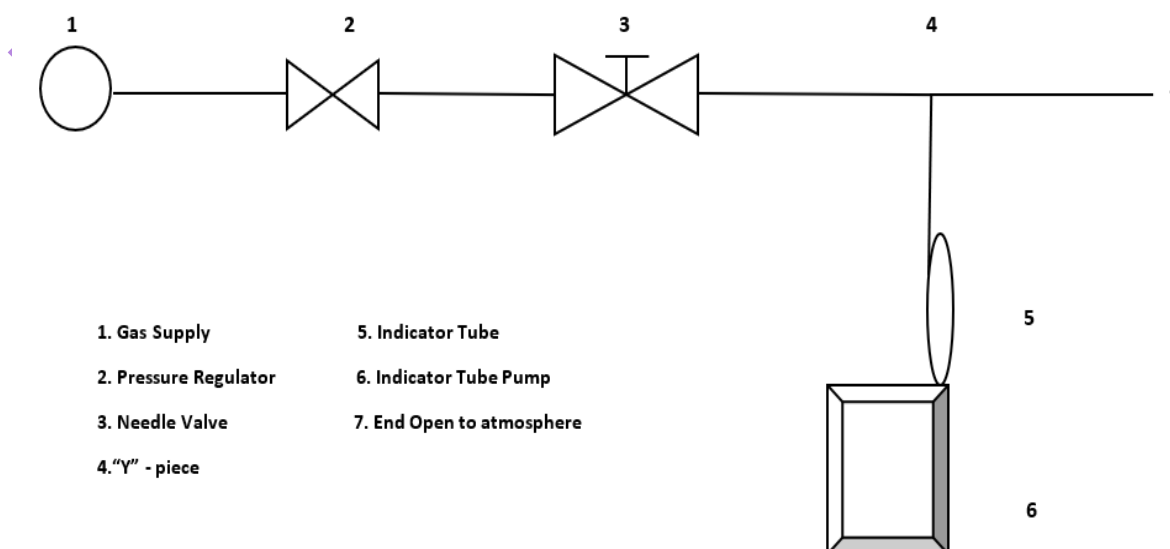 1 2 3 4
5
1. Gas Supply 5. Indicator Tube
2. Pressure Regulator 6. Indicator Tube Pump
3. Needle Valve 7. End Open to atmosphere
4.“Y” - piece
6